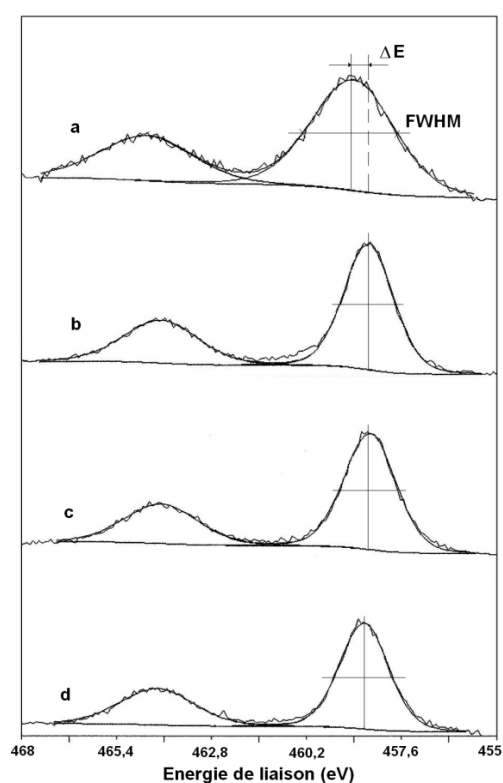 ΔE
FWHM
a
b
c
d
468 465,4 462,8 460,2 457,6 455
Energie de liaison (eV)